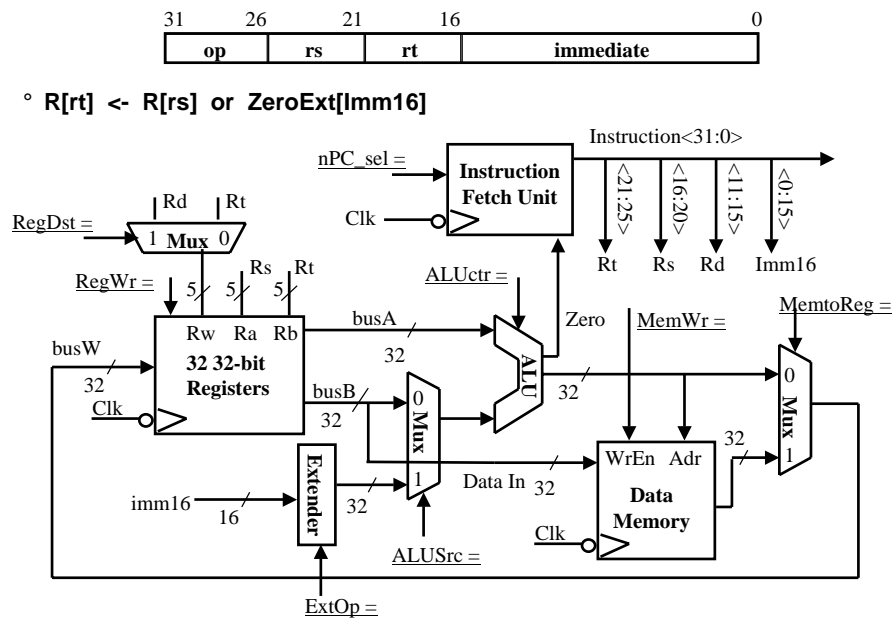 31 26 21 16 0
op rs rt immediate
° R[rt] <- R[rs] or ZeroExt[Imm16]
Instruction<31:0>
nPC_sel =
Instruction
Fetch Unit
<21:25>
<16:20>
<11:15>
<0:15>
Rd Rt
Clk
RegDst =
1 Mux 0
Rt Rs Rd Imm16
Rs Rt
RegWr =
5 5 5
ALUctr =
MemtoReg =
busA
Zero
MemWr =
Rw Ra Rb
32
busW
32
32 32-bit
Registers
ALU
32
0
busB
32
0
Mux
Mux
Clk
32
WrEn Adr
1
Extender
1
Data In
32
imm16
16
32
Data
Memory
Clk
ALUSrc =
ExtOp =